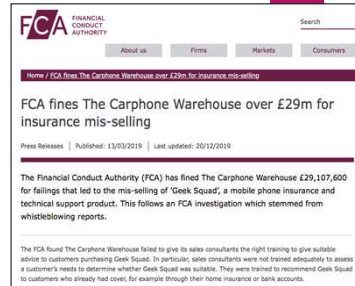 FCA FINANCIAL
CONDUCT
AUTHORITY
Search
About us Firms Markets Consumers
Home / FCA fines The Carphone Warehouse over £29m for insurance mis-selling
FCA fines The Carphone Warehouse over £29m for
insurance mis-selling
Press Releases Published: 13/03/2019 Last updated: 20/12/2019
The Financial Conduct Authority (FCA) has fined The Carphone Warehouse £29,107,600
for failings that led to the mis-selling of 'Geek Squad', a mobile phone insurance and
technical support product. This follows an FCA investigation which stemmed from
whistleblowing reports.
The FCA found The Carphone Warehouse failed to give its sales consultants the right training to give suitable
advice to customers purchasing Geek Squad. In particular, sales consultants were not trained adequately to assess
a customer's needs to determine whether Geek Squad was suitable. They were trained to recommend Geek Squad
to customers who already had cover, for example through their home insurance or bank accounts.